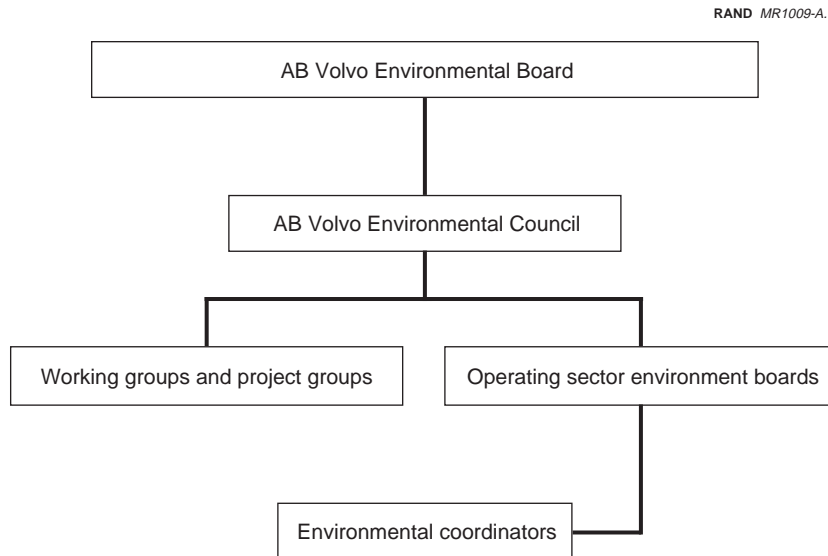 RAND MR1009-A.
AB Volvo Environmental Board
AB Volvo Environmental Council
Working groups and project groups
Operating sector environment boards
Environmental coordinators